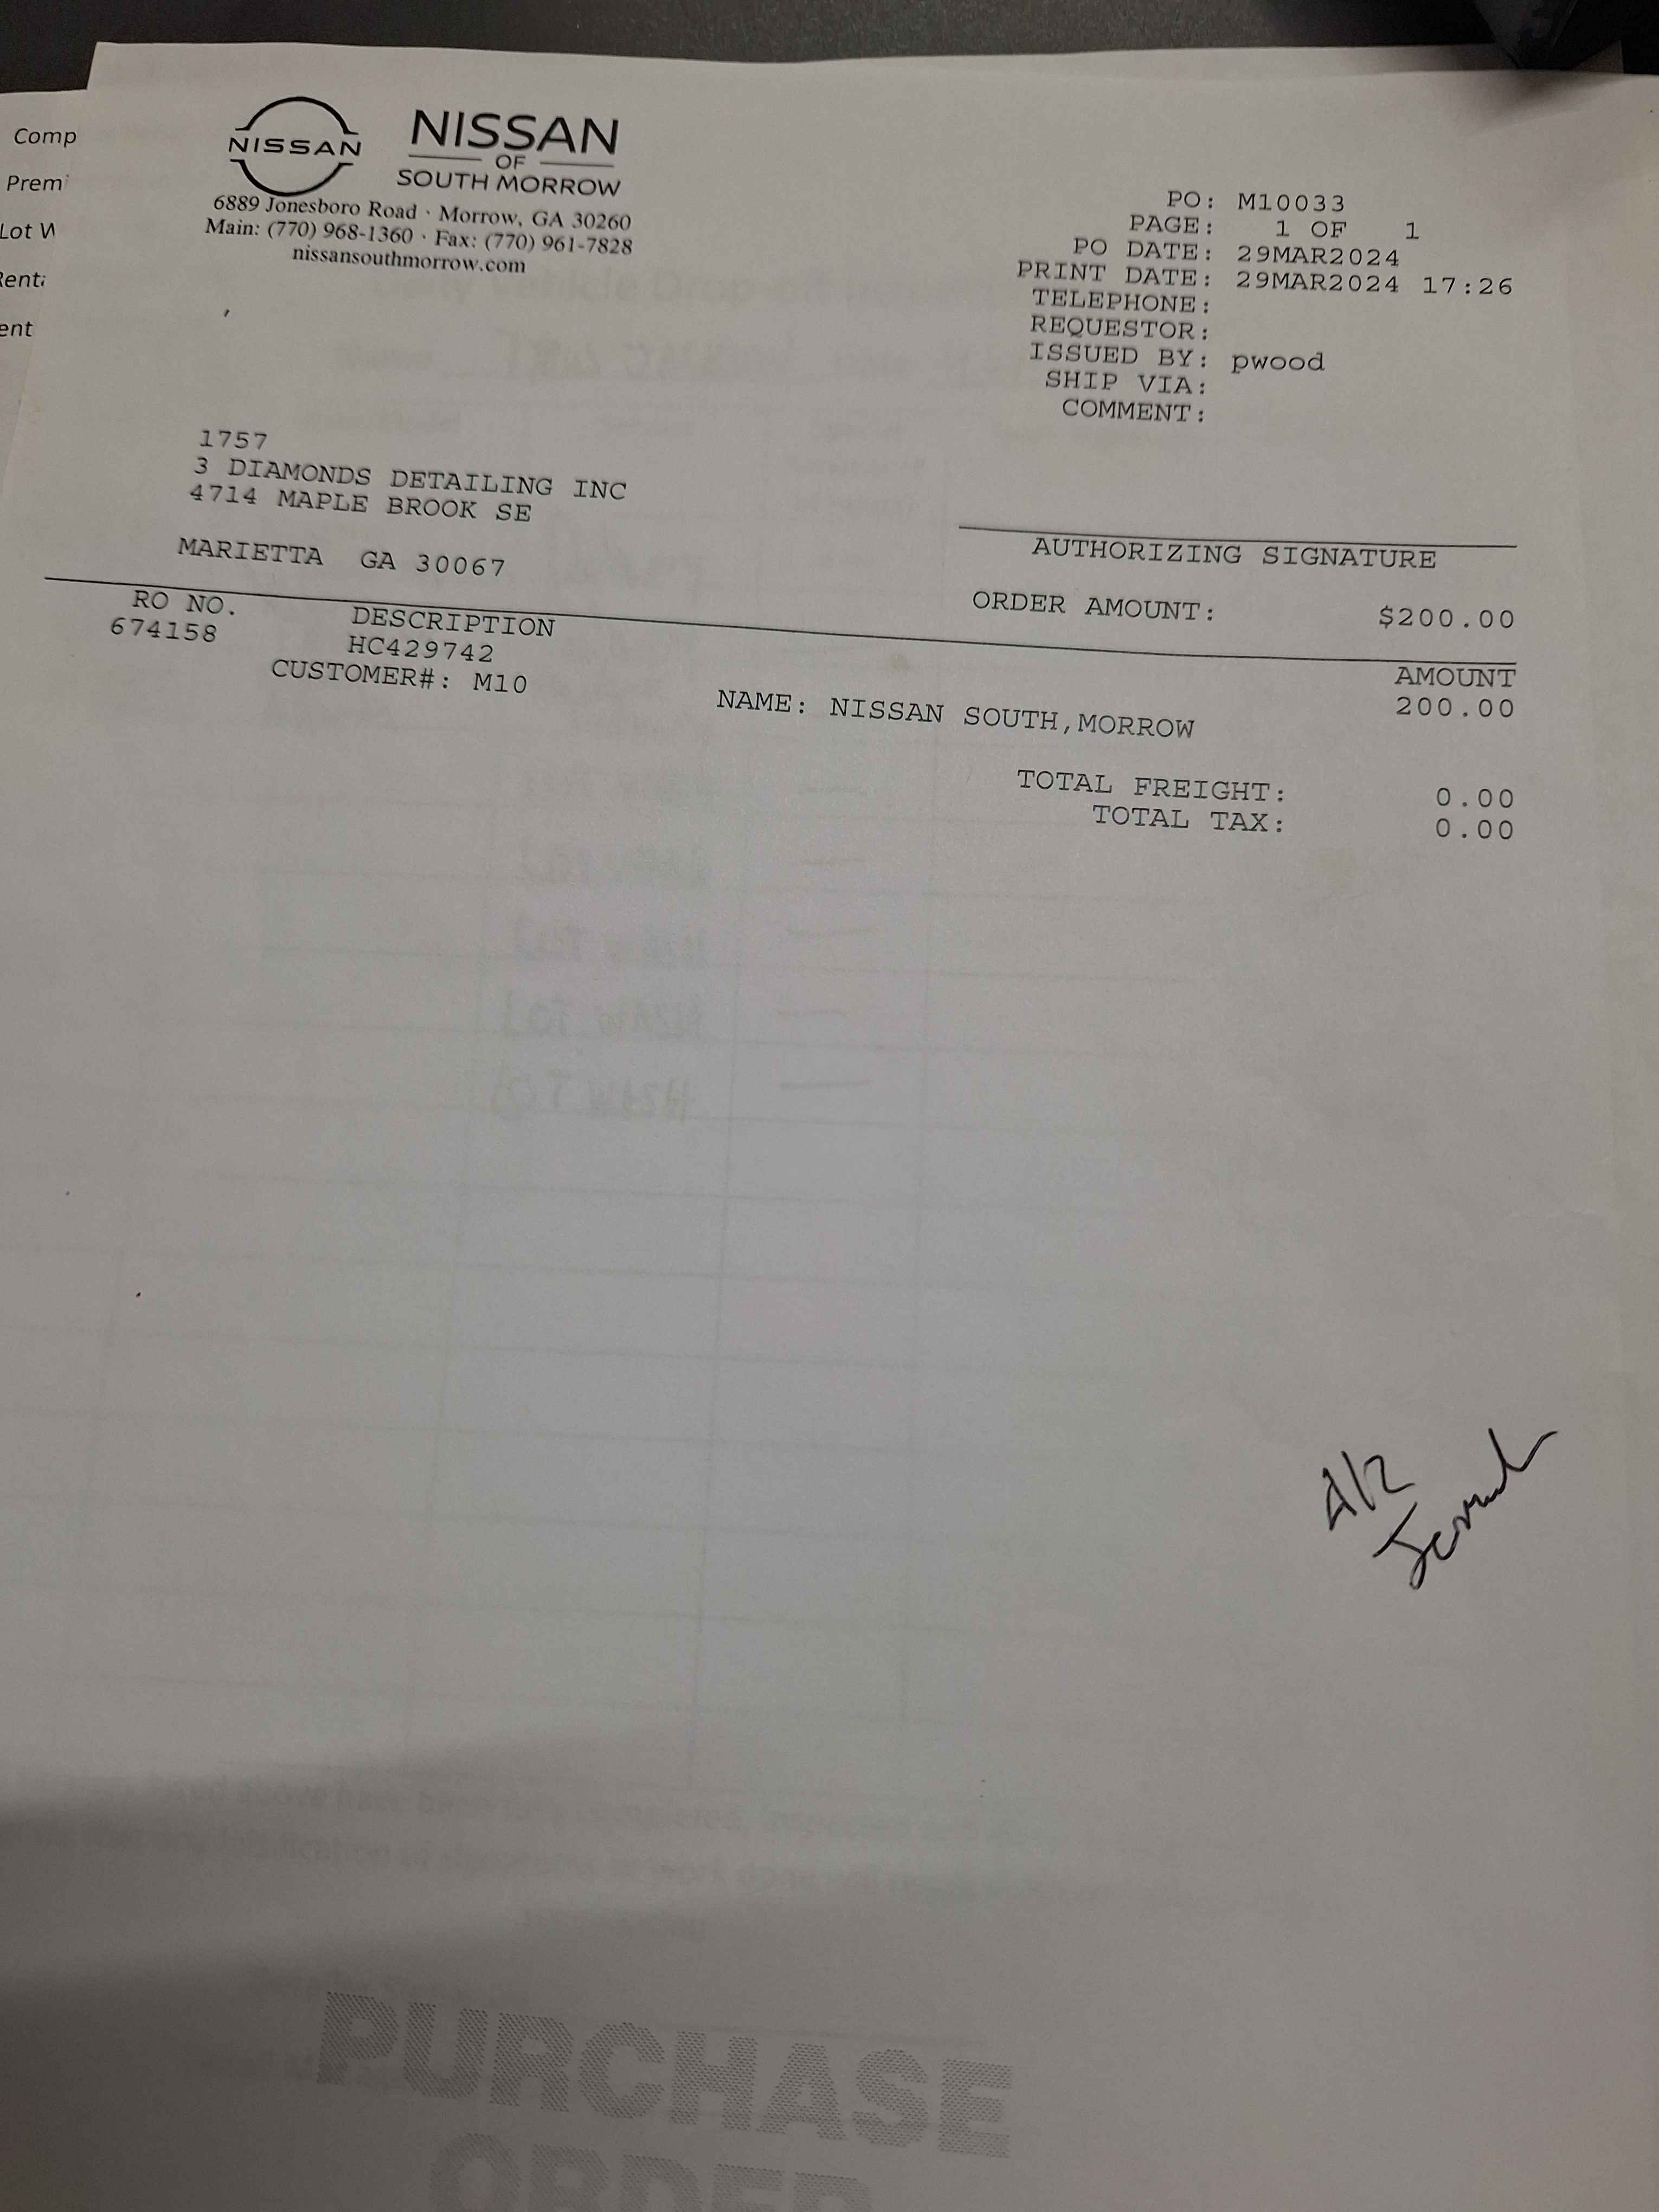 Comp
Prem
Lot W
Rent
ent
NISSAN
NISSAN
OF
SOUTH MORROW
6889 Jonesboro Road · Morrow, GA 30260
Main: (770) 968-1360 · Fax: (770) 961-7828
nissansouthmorrow.com
PO: M10033
PAGE: 1 OF 1
PO DATE: 29MAR2024
PRINT DATE: 29MAR2024 17:26
TELEPHONE:
REQUESTOR:
ISSUED BY: pwood
SHIP VIA:
COMMENT:
1757
3 DIAMONDS DETAILING INC
4714 MAPLE BROOK SE
MARIETTA GA 30067
AUTHORIZING SIGNATURE
ORDER AMOUNT: $200.00
RO NO. DESCRIPTION AMOUNT
674158 HC429742 200.00
CUSTOMER#: M10 NAME: NISSAN SOUTH,MORROW
TOTAL FREIGHT: 0.00
TOTAL TAX: 0.00
PURCHASE
ORDER